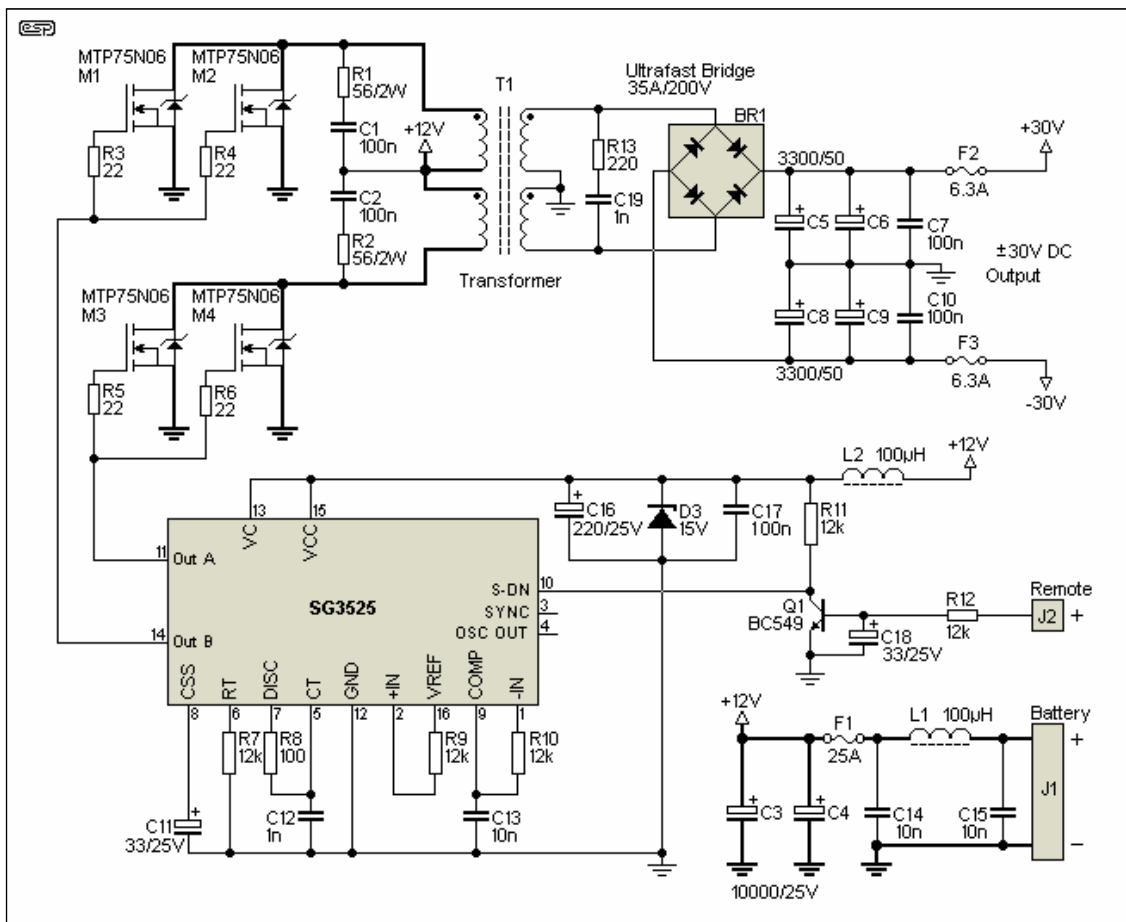 esp
MTP75N06
M1
MTP75N06
M2
R3
22
R4
22
R1
56/2W
C1
100n
+12V
C2
100n
R2
56/2W
T1
Transformer
R13
220
C19
1n
Ultrafast Bridge
35A/200V
BR1
3300/50
C5
C6
C7
100n
F2
6.3A
+30V
±30V DC
Output
C8
C9
C10
100n
3300/50
F3
6.3A
-30V
MTP75N06
M3
MTP75N06
M4
R5
22
R6
22
L2 100µH
+12V
C16
220/25V
D3
15V
C17
100n
R11
12k
13
VC
15
VCC
11
Out A
SG3525
14
Out B
S-DN
10
SYNC
3
OSC OUT
4
CSS
RT
DISC
CT
GND
+IN
VREF
COMP
-IN
8
6
7
5
12
2
16
9
1
Q1
BC549
C18
33/25V
R12
12k
Remote
J2
+
R7
12k
R8
100
R9
12k
R10
12k
C11
33/25V
C12
1n
C13
10n
+12V
F1
25A
L1 100µH
Battery
+
J1
-
C3
C4
C14
10n
C15
10n
10000/25V